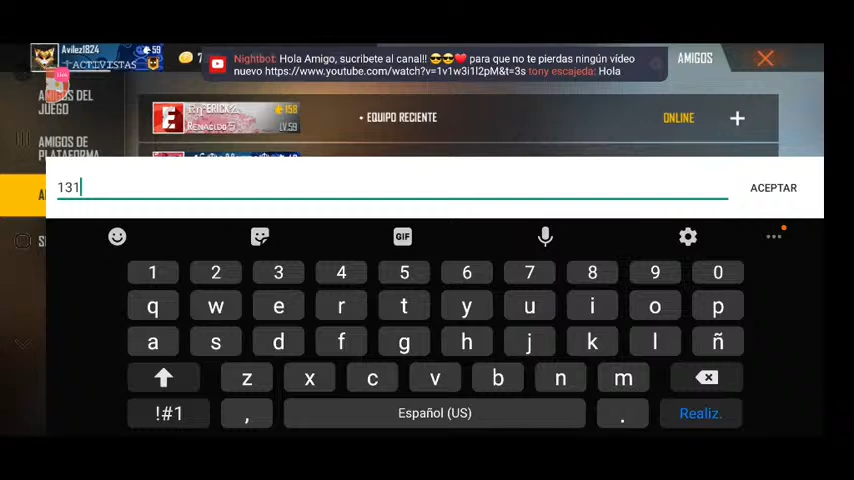 Avilez1824
59
ACTIVISTAS
7
Nightbot: Hola Amigo, sucribete al canal!! 😎😎❤️ para que no te pierdas ningún vídeo
nuevo https://www.youtube.com/watch?v=1v1w3i1I2pM&t=3s tony escajeda: Hola
AMIGOS
AMIGOS DEL
JUEGO
158
RENACIDO 5
LV.59
• EQUIPO RECIENTE
ONLINE
AMIGOS DE
PLATAFORMA
131
ACEPTAR
GIF
1 2 3 4 5 6 7 8 9 0
q w e r t y u i o p
a s d f g h j k l ñ
z x c v b n m
!#1 , Español (US) . Realiz.